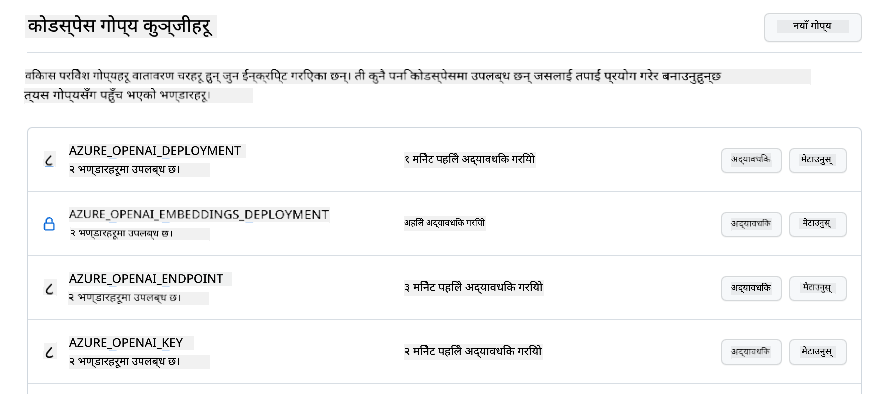 कोडस्पेस गोप्य कुञ्जीहरू
नयाँ गोप्य
विकास परिवेश गोप्यहरू वातावरण चरहरू हुन् जुन ईन्क्रिप्ट गरिएका छन्। ती कुनै पनि कोडस्पेसमा उपलब्ध छन् जसलाई तपाईं प्रयोग गरेर बनाउनुहुन्छ
त्यस गोप्यसँग पहुँच भएको भण्डारहरू।
AZURE_OPENAI_DEPLOYMENT
२ भण्डारहरूमा उपलब्ध छ।
१ मिनेट पहिले अद्यावधिक गरियो
अद्यावधिक
मेटाउनुस्
AZURE_OPENAI_EMBEDDINGS_DEPLOYMENT
२ भण्डारहरूमा उपलब्ध छ।
अहिले अद्यावधिक गरियो
अद्यावधिक
मेटाउनुस्
AZURE_OPENAI_ENDPOINT
२ भण्डारहरूमा उपलब्ध छ।
३ मिनेट पहिले अद्यावधिक गरियो
अद्यावधिक
मेटाउनुस्
AZURE_OPENAI_KEY
२ भण्डारहरूमा उपलब्ध छ।
२ मिनेट पहिले अद्यावधिक गरियो
अद्यावधिक
मेटाउनुस्